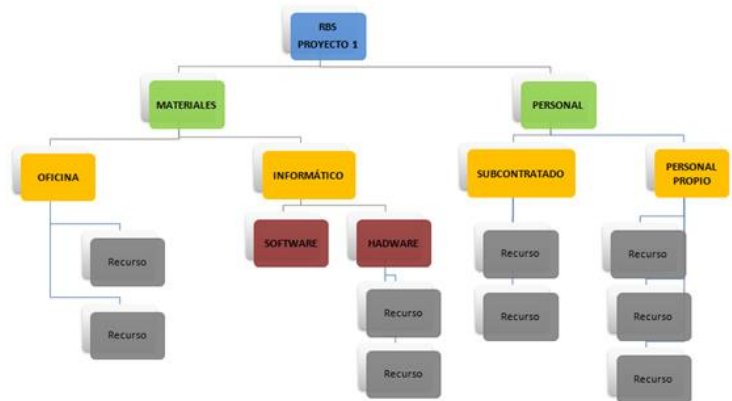 RBS
PROYECTO 1
MATERIALES
PERSONAL
OFICINA
INFORMÁTICO
SUBCONTRATADO
PERSONAL
PROPIO
SOFTWARE
HADWARE
Recurso
Recurso
Recurso
Recurso
Recurso
Recurso
Recurso
Recurso
Recurso